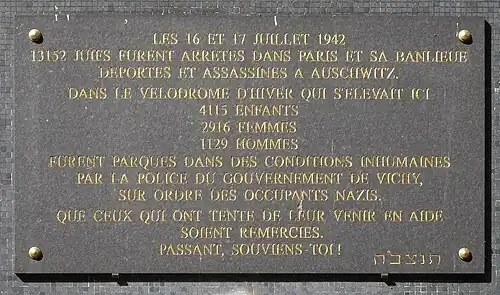 LES 16 ET 17 JUILLET 1942
13152 JUIFS FURENT ARRETES DANS PARIS ET SA BANLIEUE
DEPORTES ET ASSASSINES A AUSCHWITZ.
DANS LE VELODROME D'HIVER QUI S'ELEVAIT ICI
4115 ENFANTS
2916 FEMMES
1129 HOMMES
FURENT PARQUES DANS DES CONDITIONS INHUMAINES
PAR LA POLICE DU GOUVERNEMENT DE VICHY,
SUR ORDRE DES OCCUPANTS NAZIS.
QUE CEUX QUI ONT TENTE DE LEUR VENIR EN AIDE
SOIENT REMERCIES.
PASSANT, SOUVIENS-TOI !
תנצב״ה